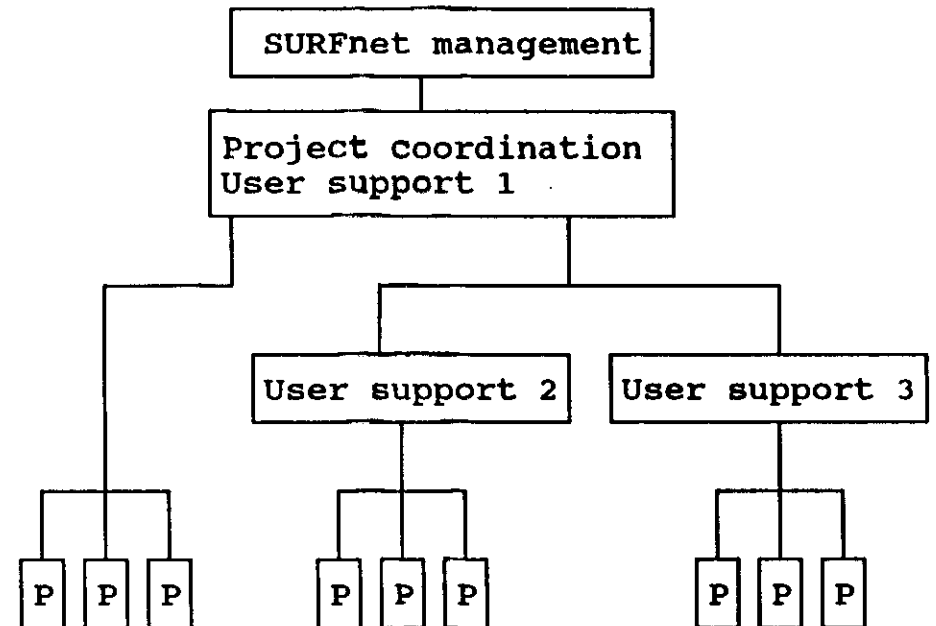 SURFnet management
Project coordination
User support 1
User support 2 User support 3
P P P P P P P P P